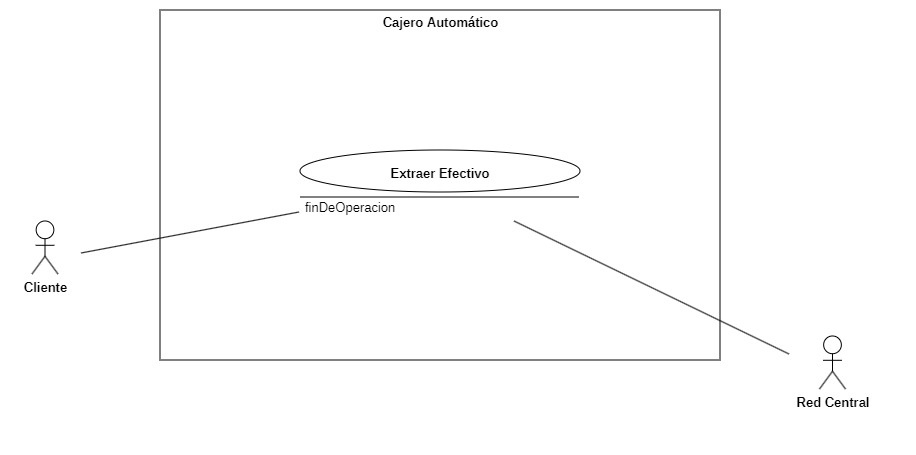 Cajero Automático
Extraer Efectivo
finDeOperacion
Cliente
Red Central